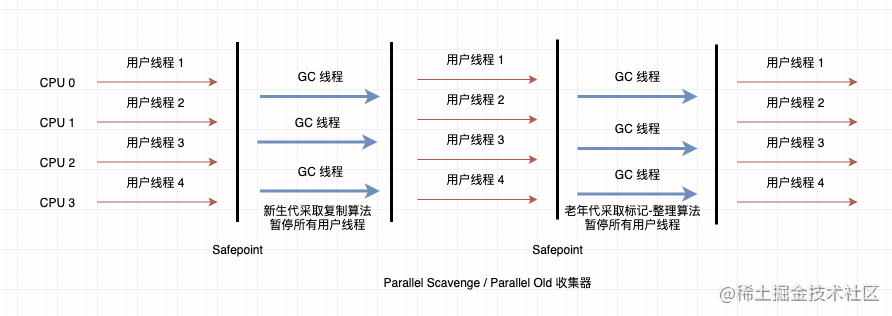 用户线程 1
用户线程 1
用户线程 1
CPU 0
GC 线程
GC 线程
用户线程 2
用户线程 2
用户线程 2
CPU 1
GC 线程
GC 线程
用户线程 3
用户线程 3
用户线程 3
CPU 2
GC 线程
GC 线程
用户线程 4
用户线程 4
用户线程 4
CPU 3
新生代采取复制算法
暂停所有用户线程
老年代采取标记-整理算法
暂停所有用户线程
Safepoint
Safepoint
Parallel Scavenge / Parallel Old 收集器
@稀土掘金技术社区